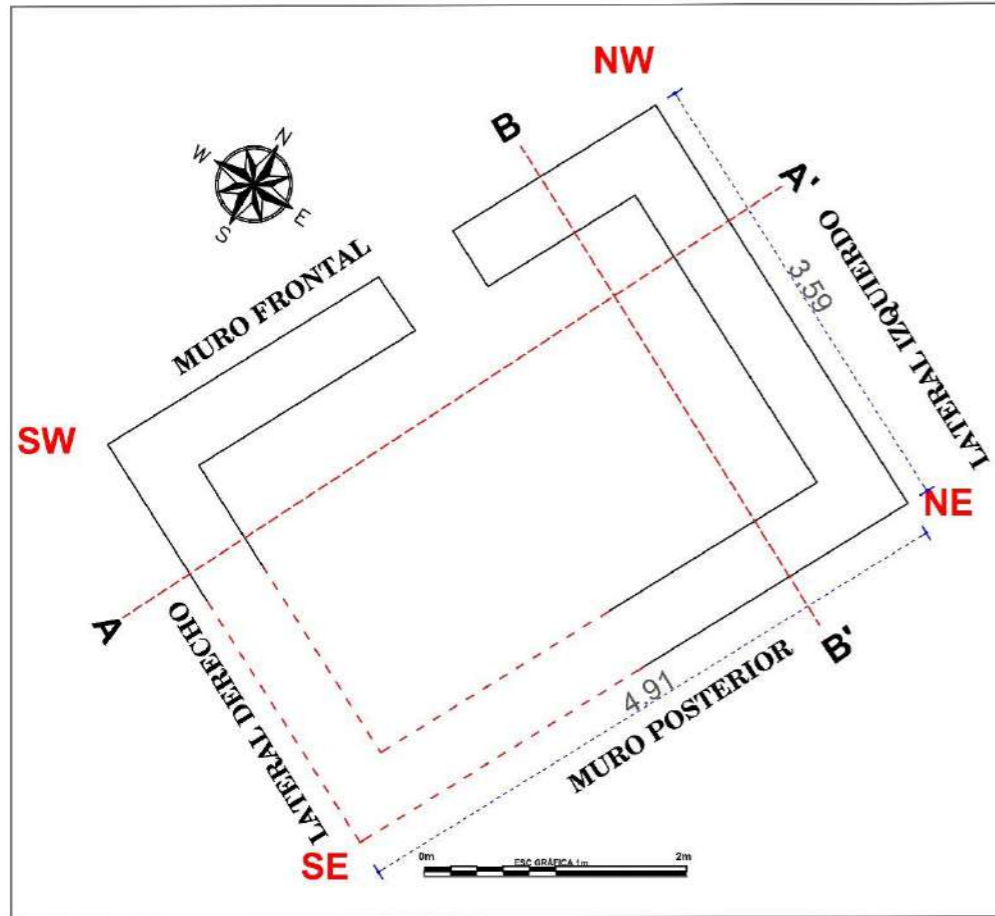 NW
B
A'
N
W
E
S
MURO FRONTAL
LATERAL IZQUIERDO
3.59
SW
NE
A
B'
LATERAL DERECHO
4.91
MURO POSTERIOR
SE
0m
ESC GRÁFICA 1m
2m